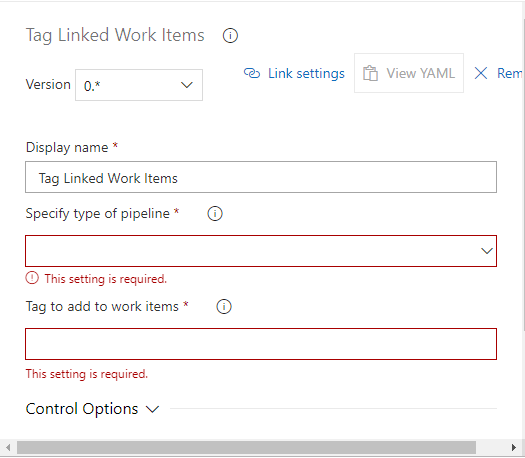 Tag Linked Work Items
Version 0.* Link settings View YAML Rem
Display name *
Tag Linked Work Items
Specify type of pipeline *
This setting is required.
Tag to add to work items *
This setting is required.
Control Options